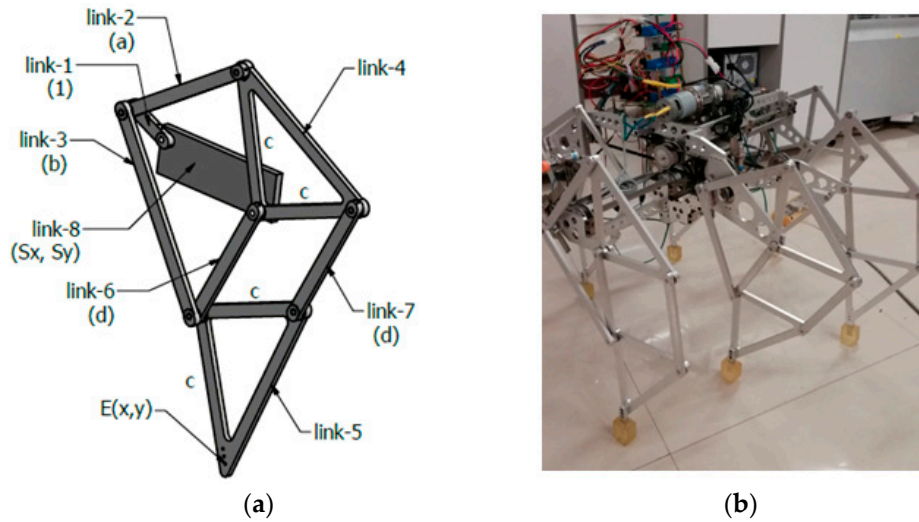 link-2
(a)
link-1
(1)
link-4
link-3
(b)
c
c
link-8
(Sx, Sy)
link-6
(d)
c
link-7
(d)
c
E(x,y)
link-5
(a)
(b)